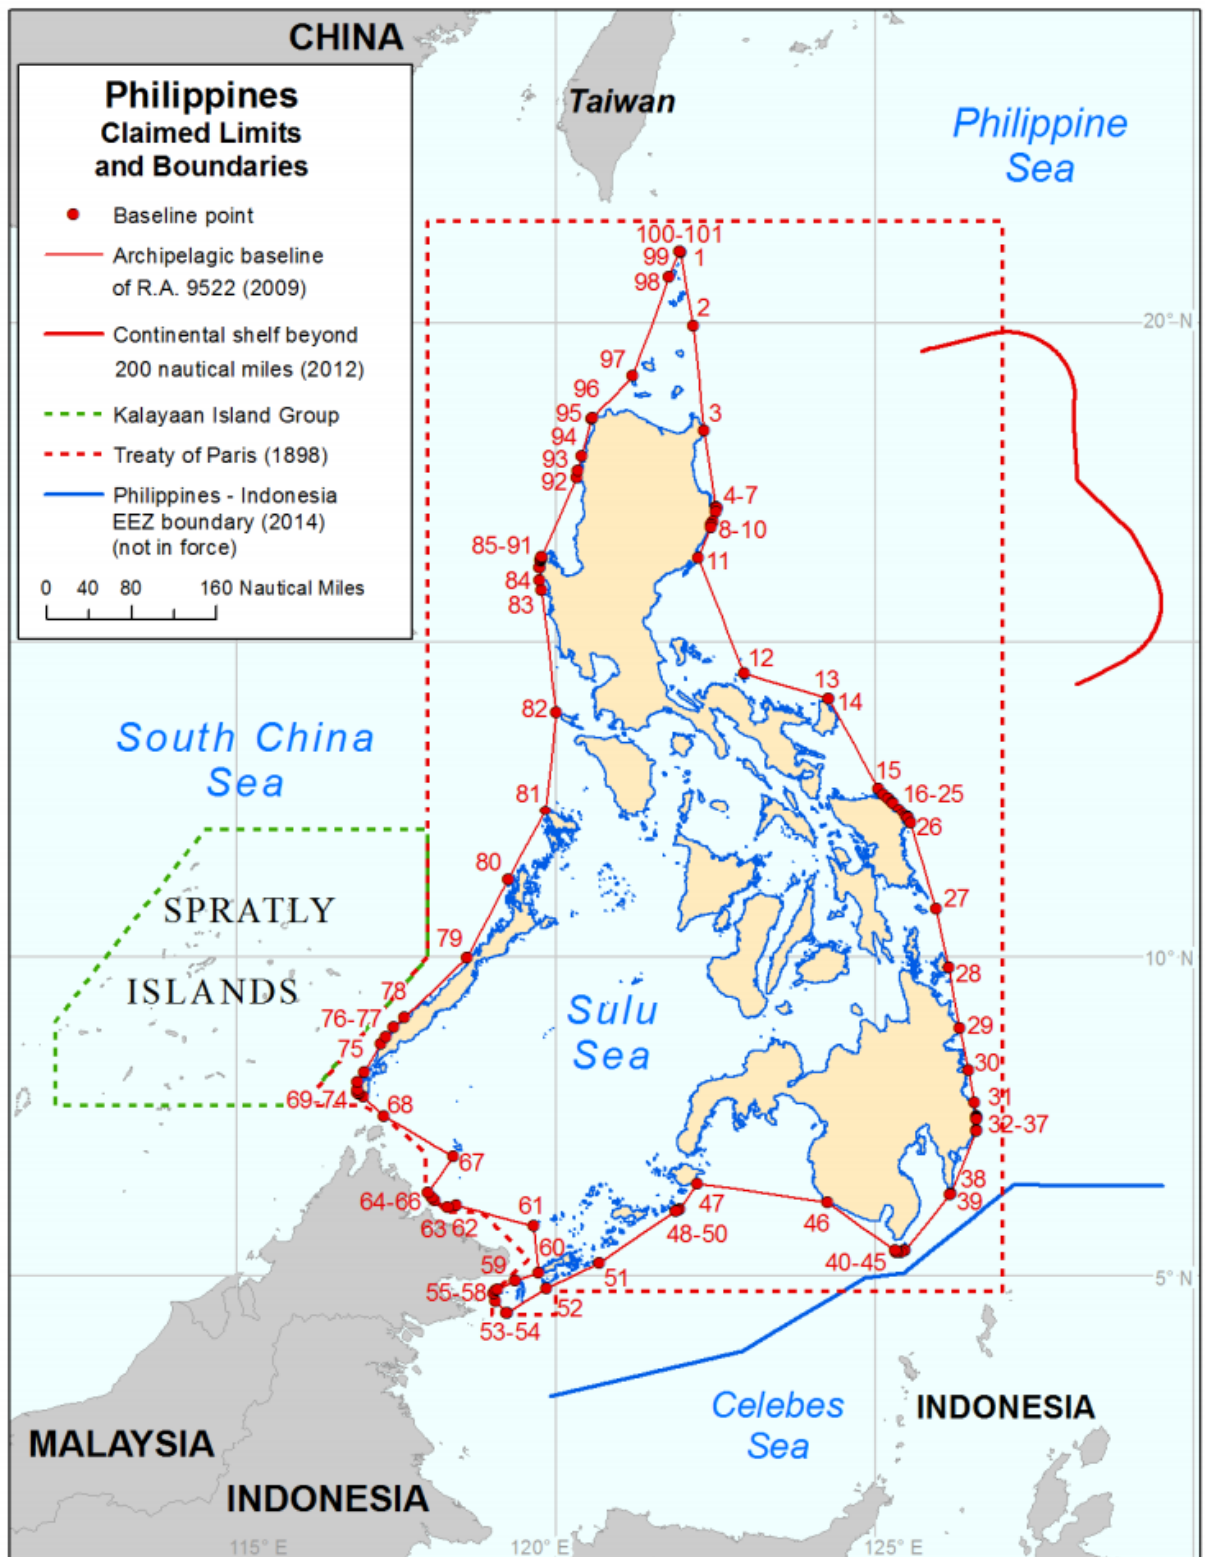 CHINA
Taiwan
Philippine
Sea
Philippines
Claimed Limits
and Boundaries
Baseline point
Archipelagic baseline
of R.A. 9522 (2009)
Continental shelf beyond
200 nautical miles (2012)
Kalayaan Island Group
Treaty of Paris (1898)
Philippines - Indonesia
EEZ boundary (2014)
(not in force)
0 40 80 160 Nautical Miles
100-101
99 1
98
2
20° N
97
96
95 3
94
93
92
4-7
8-10
85-91
11
84
83
12
13
14
82
South China
Sea
15
81
16-25
26
80
SPRATLY
27
79
10° N
28
ISLANDS
78
Sulu
Sea
76-77
29
75
30
69-74
68
31
32-37
67
38
64-66
47
39
63 62
61
46
48-50
60
40-45
59
51
5° N
55-58
52
53-54
Celebes
Sea
INDONESIA
MALAYSIA
INDONESIA
115° E
120° E
125° E